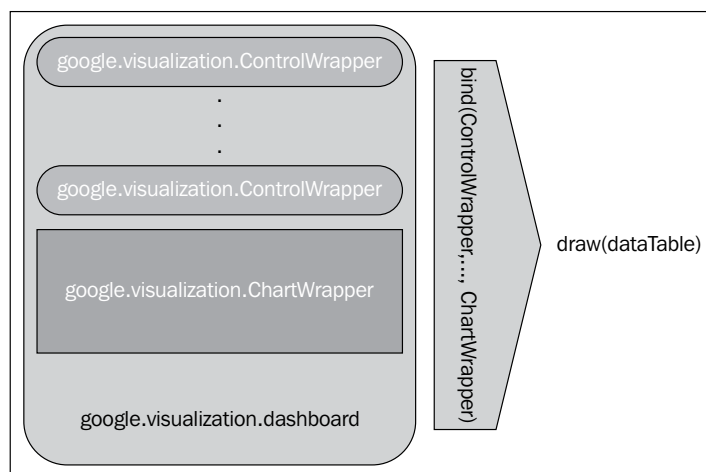 google.visualization.ControlWrapper
.
.
.
google.visualization.ControlWrapper
google.visualization.ChartWrapper
google.visualization.dashboard
bind(ControlWrapper,..., ChartWrapper)
draw(dataTable)